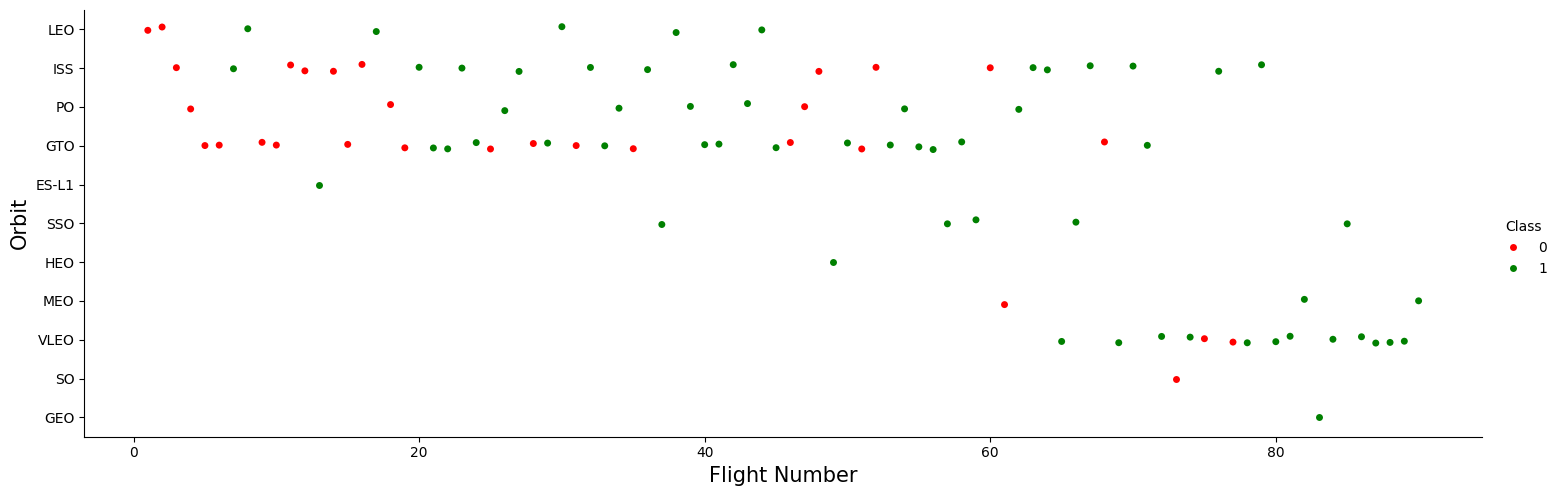 LEO
ISS
PO
GTO
ES-L1
SSO
HEO
MEO
VLEO
SO
GEO
Orbit
0
20
40
60
80
Flight Number
Class
0
1